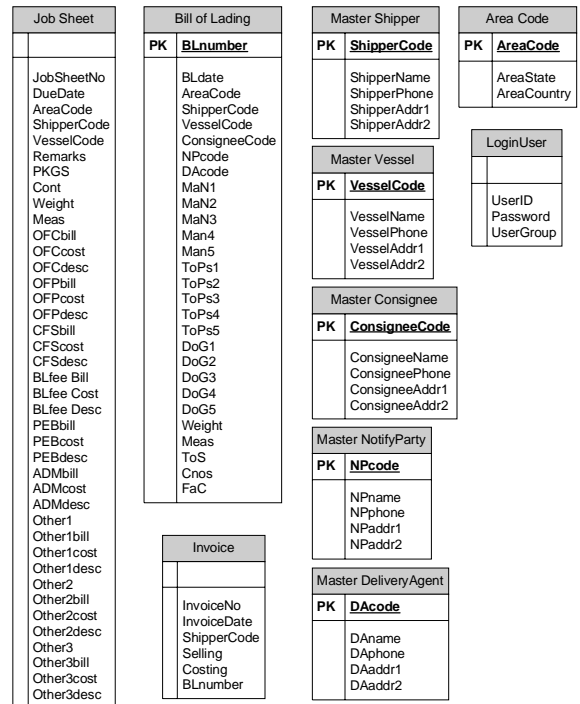 Job Sheet
JobSheetNo
DueDate
AreaCode
ShipperCode
VesselCode
Remarks
PKGS
Cont
Weight
Meas
OFCbill
OFCcost
OFCdesc
OFPbill
OFPcost
OFPdesc
CFSbill
CFScost
CFSdesc
BLfee Bill
BLfee Cost
BLfee Desc
PEBbill
PEBcost
PEBdesc
ADMbill
ADMcost
ADMdesc
Other1
Other1bill
Other1cost
Other1desc
Other2
Other2bill
Other2cost
Other2desc
Other3
Other3bill
Other3cost
Other3desc
Bill of Lading
PK BLnumber
BLdate
AreaCode
ShipperCode
VesselCode
ConsigneeCode
NPcode
DAcode
MaN1
MaN2
MaN3
Man4
Man5
ToPs1
ToPs2
ToPs3
ToPs4
ToPs5
DoG1
DoG2
DoG3
DoG4
DoG5
Weight
Meas
ToS
Cnos
FaC
Invoice
InvoiceNo
InvoiceDate
ShipperCode
Selling
Costing
BLnumber
Master Shipper
PK ShipperCode
ShipperName
ShipperPhone
ShipperAddr1
ShipperAddr2
Master Vessel
PK VesselCode
VesselName
VesselPhone
VesselAddr1
VesselAddr2
Master Consignee
PK ConsigneeCode
ConsigneeName
ConsigneePhone
ConsigneeAddr1
ConsigneeAddr2
Master NotifyParty
PK NPcode
NPname
NPphone
NPaddr1
NPaddr2
Master DeliveryAgent
PK DAcode
DAname
DAphone
DAaddr1
DAaddr2
Area Code
PK AreaCode
AreaState
AreaCountry
LoginUser
UserID
Password
UserGroup